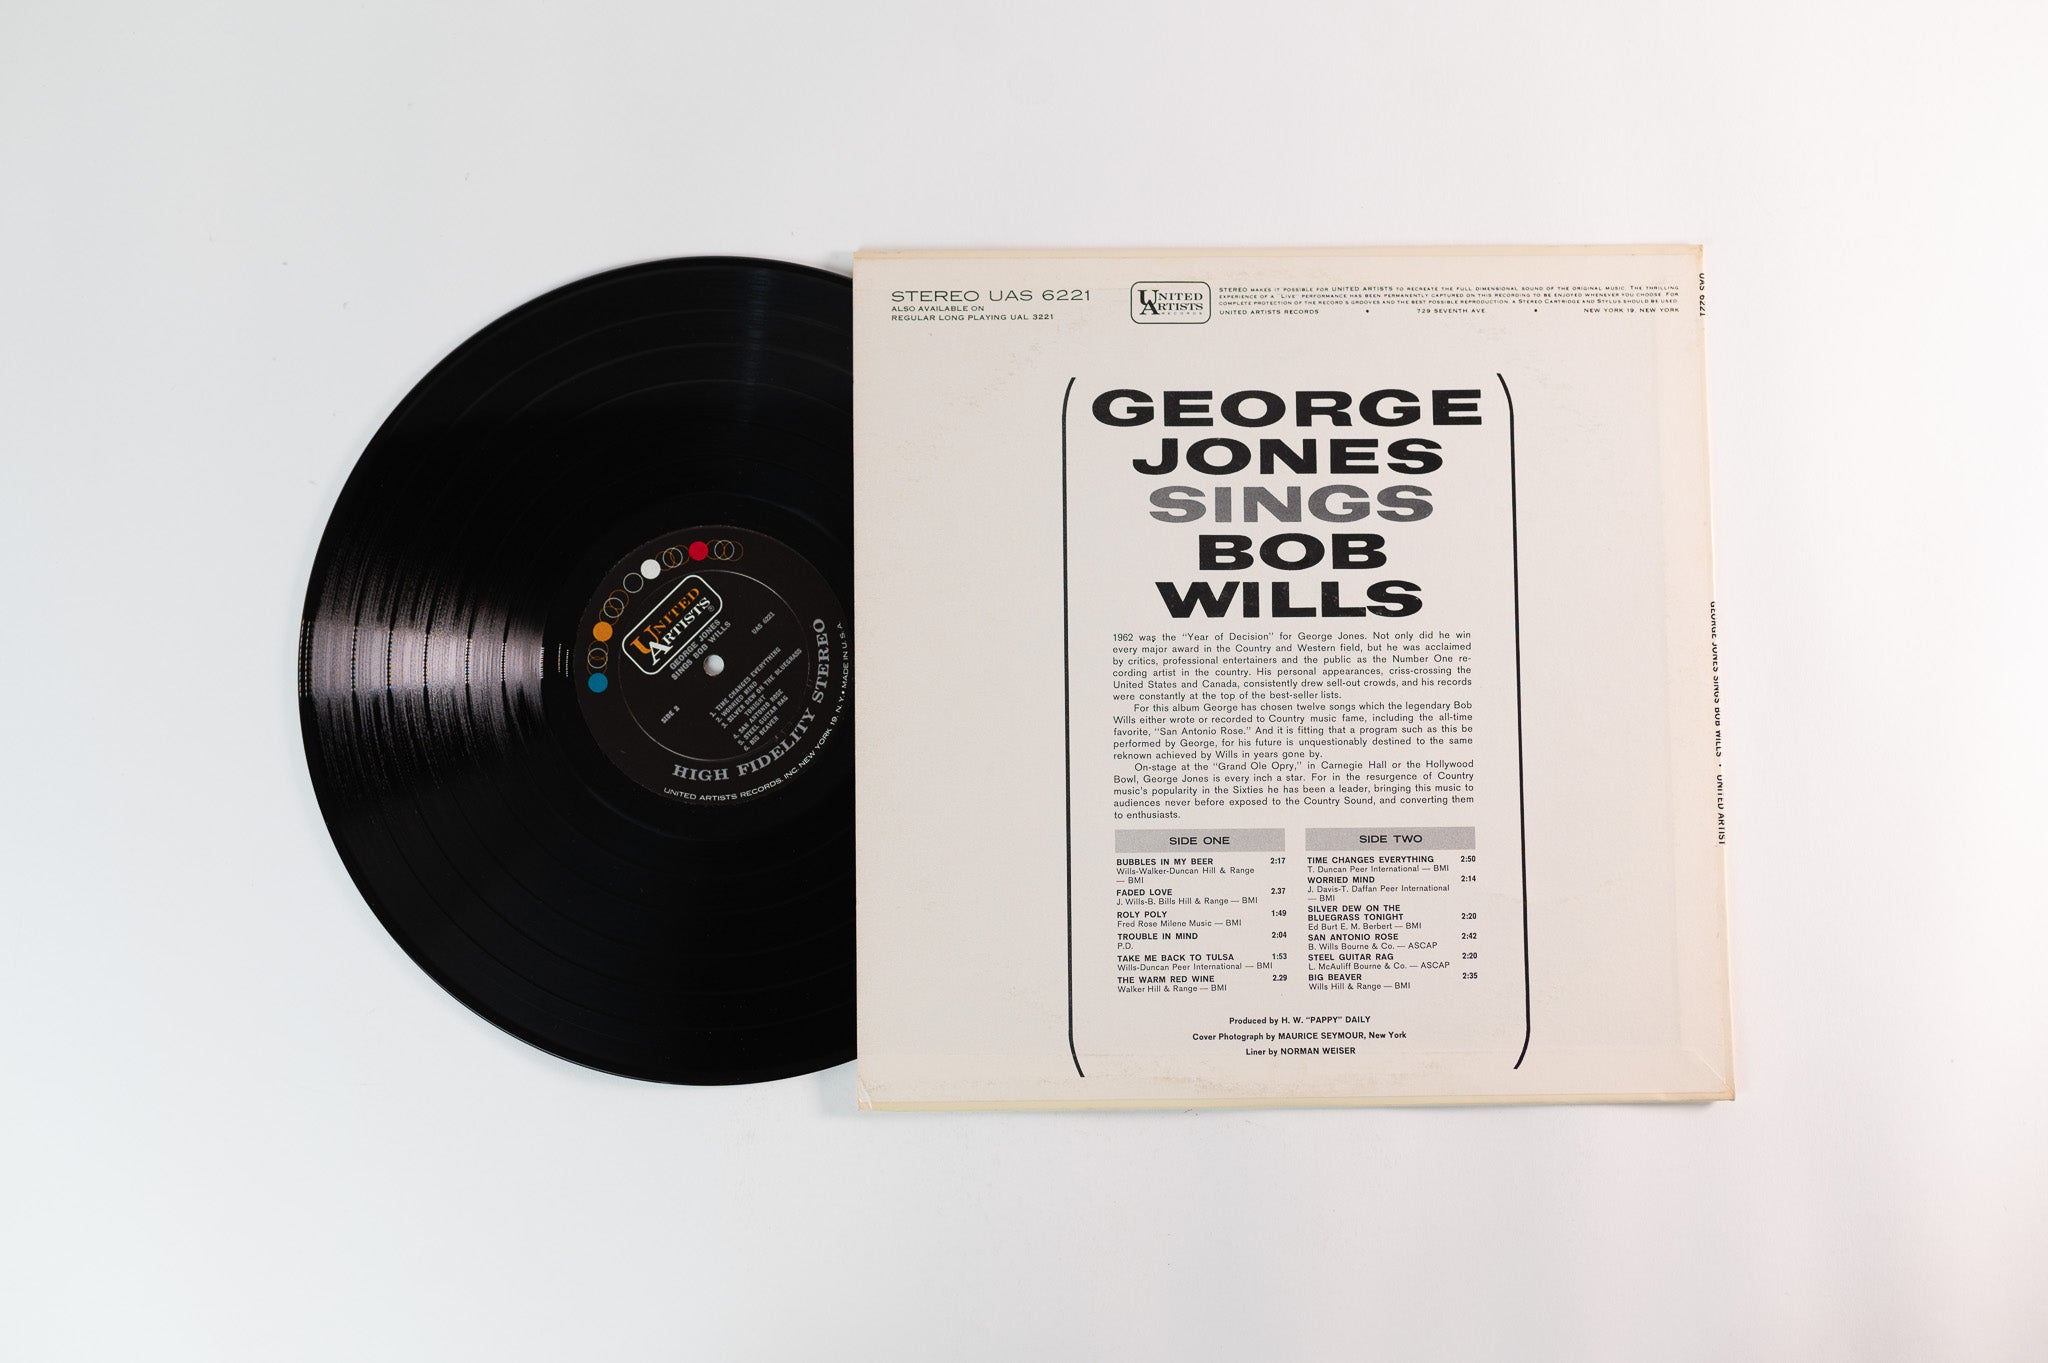 STEREO UAS 6221
ALSO AVAILABLE ON
REGULAR LONG PLAYING UAL 3221
UNITED
ARTISTS
RECORDS
STEREO MAKES IT POSSIBLE FOR UNITED ARTISTS TO RECREATE THE FULL DIMENSIONAL SOUND OF THE ORIGINAL MUSIC. THE THRILLING
EXPERIENCE OF A "LIVE" PERFORMANCE HAS BEEN PERMANENTLY CAPTURED ON THIS RECORDING TO BE ENJOYED WHENEVER YOU CHOOSE. FOR
COMPLETE PROTECTION OF THE RECORD'S GROOVES AND THE BEST POSSIBLE REPRODUCTION, A STEREO CARTRIDGE AND STYLUS SHOULD BE USED.
UNITED ARTISTS RECORDS • 729 SEVENTH AVE. • NEW YORK 19, NEW YORK
GEORGE
JONES
SINGS
BOB
WILLS
1962 was the "Year of Decision" for George Jones. Not only did he win
every major award in the Country and Western field, but he was acclaimed
by critics, professional entertainers and the public as the Number One re-
cording artist in the country. His personal appearances, criss-crossing the
United States and Canada, consistently drew sell-out crowds, and his records
were constantly at the top of the best-seller lists.
For this album George has chosen twelve songs which the legendary Bob
Wills either wrote or recorded to Country music fame, including the all-time
favorite, "San Antonio Rose." And it is fitting that a program such as this be
performed by George, for his future is unquestionably destined to the same
reknown achieved by Wills in years gone by.
On-stage at the "Grand Ole Opry," in Carnegie Hall or the Hollywood
Bowl, George Jones is every inch a star. For in the resurgence of Country
music's popularity in the Sixties he has been a leader, bringing this music to
audiences never before exposed to the Country Sound, and converting them
to enthusiasts.
SIDE ONE
BUBBLES IN MY BEER 2:17
Wills-Walker-Duncan Hill & Range
— BMI
FADED LOVE 2.37
J. Wills-B. Bills Hill & Range — BMI
ROLY POLY 1:49
Fred Rose Milene Music — BMI
TROUBLE IN MIND 2:04
P.D.
TAKE ME BACK TO TULSA 1:53
Wills-Duncan Peer International — BMI
THE WARM RED WINE 2.29
Walker Hill & Range — BMI
SIDE TWO
TIME CHANGES EVERYTHING 2:50
T. Duncan Peer International — BMI
WORRIED MIND 2:14
J. Davis-T. Daffan Peer International
— BMI
SILVER DEW ON THE
BLUEGRASS TONIGHT 2:20
Ed Burt E. M. Berbert — BMI
SAN ANTONIO ROSE 2:42
B. Wills Bourne & Co. — ASCAP
STEEL GUITAR RAG 2:20
L. McAuliff Bourne & Co. — ASCAP
BIG BEAVER 2:35
Wills Hill & Range — BMI
Produced by H. W. "PAPPY" DAILY
Cover Photograph by MAURICE SEYMOUR, New York
Liner by NORMAN WEISER
UAS 6221
GEORGE JONES SINGS BOB WILLS • UNITED ARTIST
UNITED
ARTISTS®
GEORGE JONES
SINGS BOB WILLS
UAS 6221
SIDE 2
1. TIME CHANGES EVERYTHING
2. WORRIED MIND
3. SILVER DEW ON THE BLUEGRASS
TONIGHT
4. SAN ANTONIO ROSE
5. STEEL GUITAR RAG
6. BIG BEAVER
HIGH FIDELITY STEREO
UNITED ARTISTS RECORDS, INC. NEW YORK 19, N. Y. • MADE IN U.S.A.